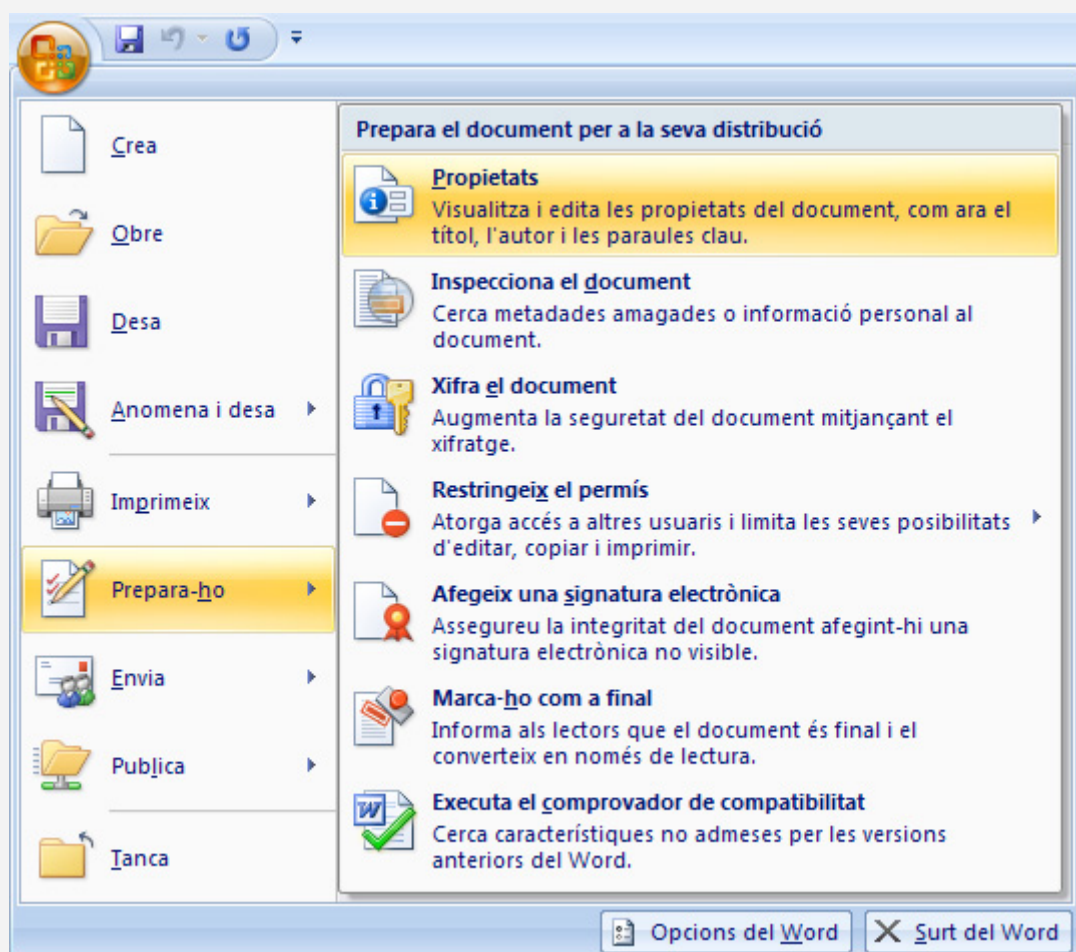 Crea
Obre
Desa
Anomena i desa
Imprimeix
Prepara-ho
Envia
Publica
Tanca
Prepara el document per a la seva distribució
Propietats
Visualitza i edita les propietats del document, com ara el
títol, l'autor i les paraules clau.
Inspecciona el document
Cerca metadades amagades o informació personal al
document.
Xifra el document
Augmenta la seguretat del document mitjançant el
xifratge.
Restringeix el permís
Atorga accés a altres usuaris i limita les seves posibilitats
d'editar, copiar i imprimir.
Afegeix una signatura electrònica
Assegureu la integritat del document afegint-hi una
signatura electrònica no visible.
Marca-ho com a final
Informa als lectors que el document és final i el
converteix en només de lectura.
Executa el comprovador de compatibilitat
Cerca característiques no admeses per les versions
anteriors del Word.
Opcions del Word
Surt del Word